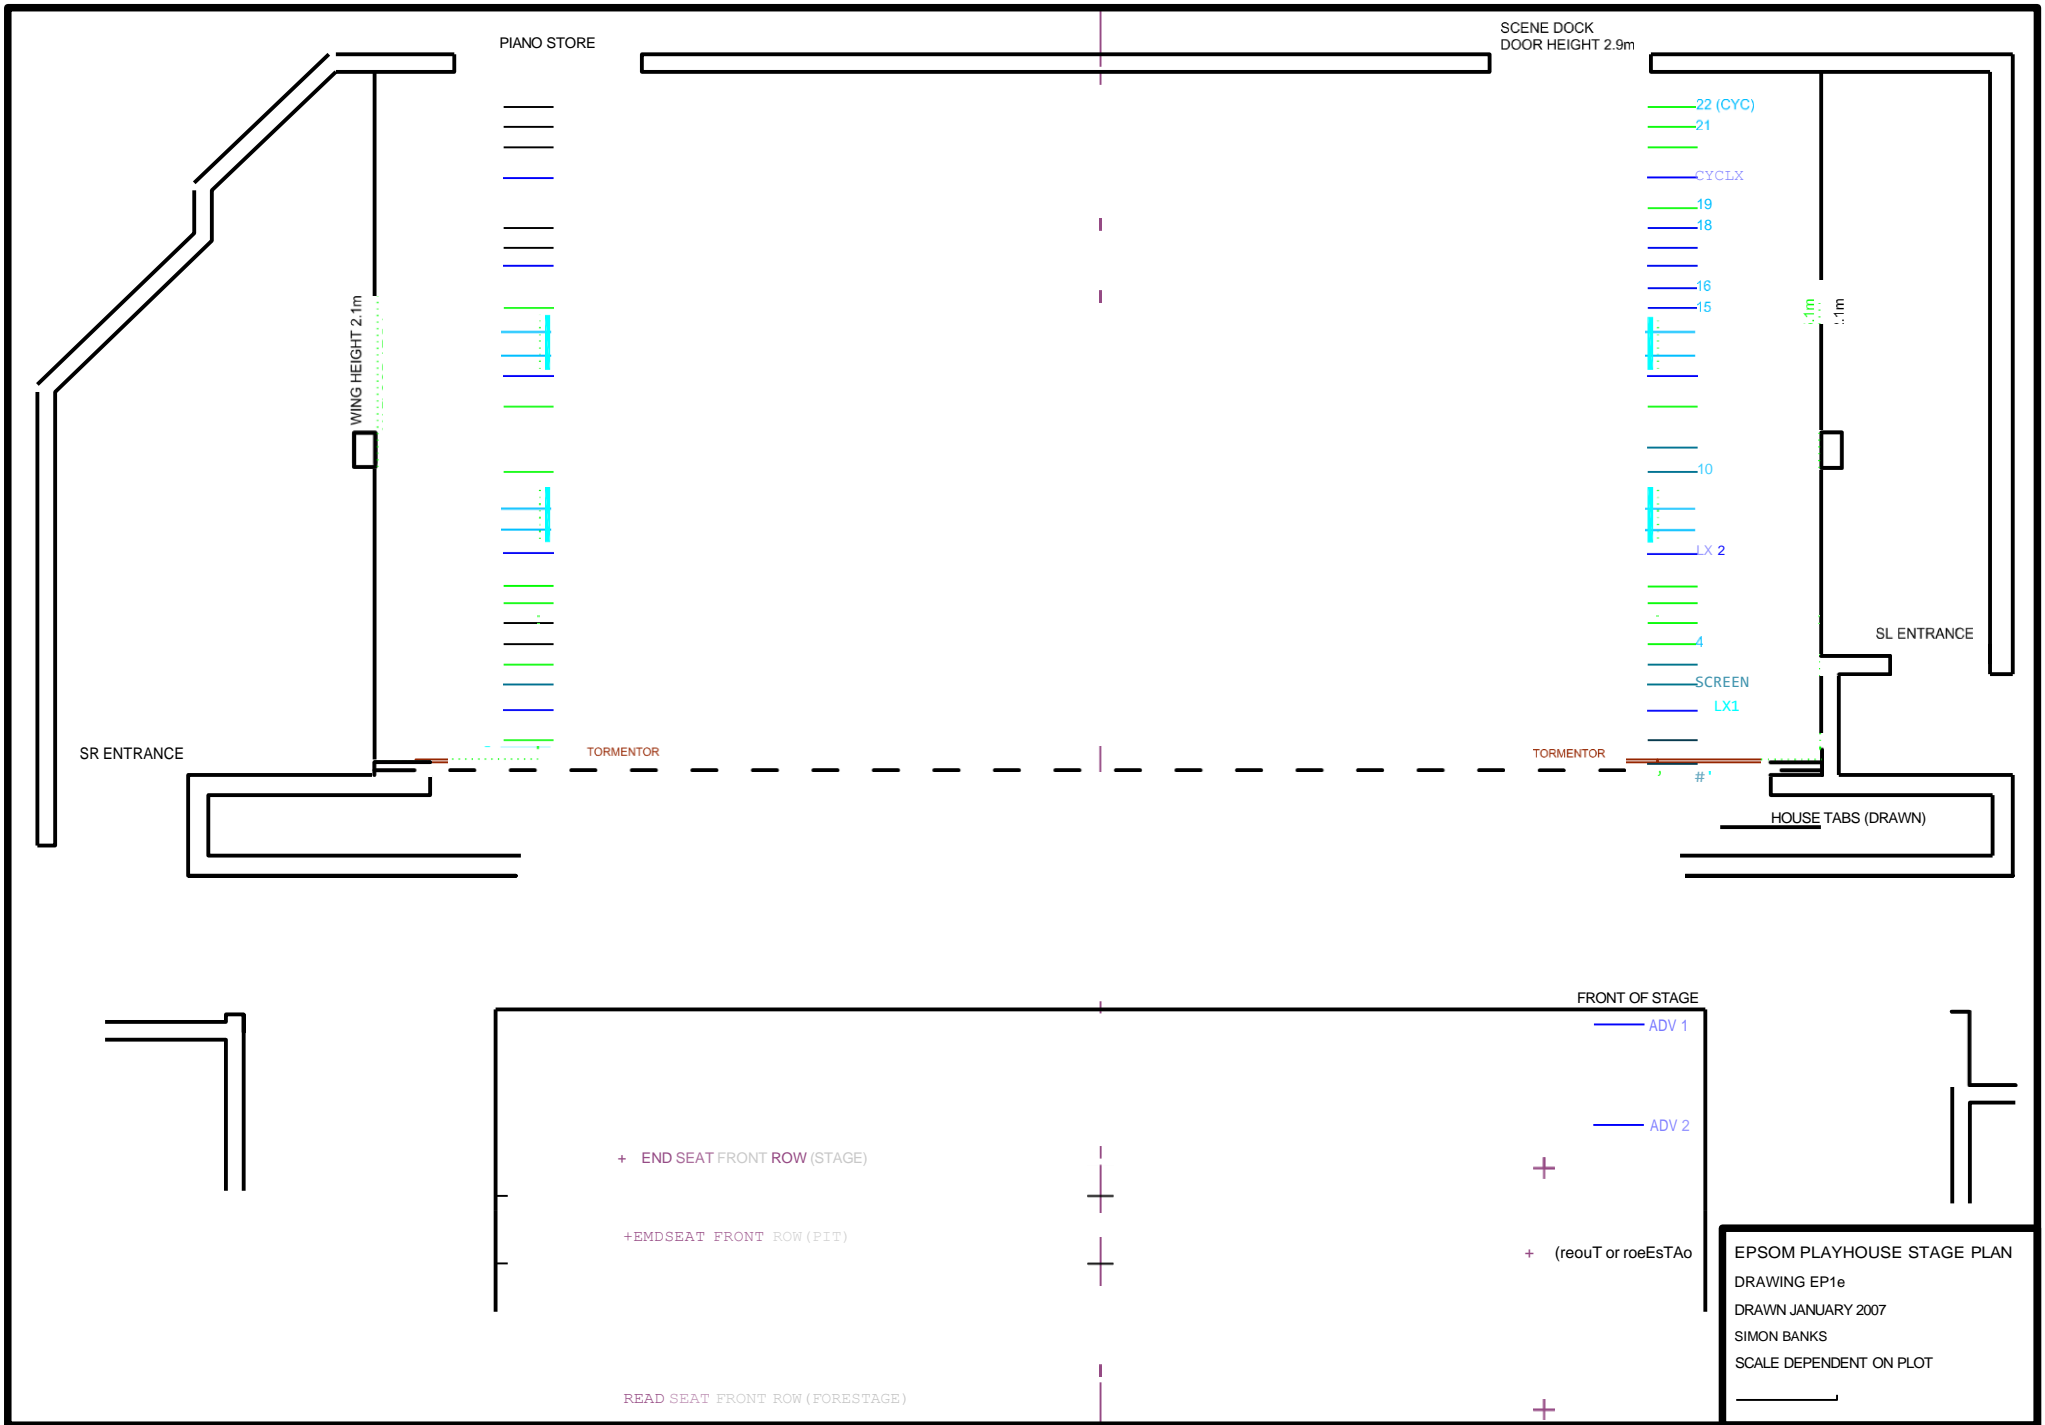 PIANO STORE
SCENE DOCK
DOOR HEIGHT 2.9m
22 (CYC)
21
CYCLX
19
18
16
15
WING HEIGHT 2.1m
.1m
.1m
10
LX 2
4
SL ENTRANCE
SCREEN
LX1
SR ENTRANCE
TORMENTOR
TORMENTOR
#'
HOUSE TABS (DRAWN)
FRONT OF STAGE
ADV 1
ADV 2
+ END SEAT FRONT ROW (STAGE)
+EMDSEAT FRONT ROW (PIT)
+ (reouT or roeEsTAo
READ SEAT FRONT ROW (FORESTAGE)
EPSOM PLAYHOUSE STAGE PLAN
DRAWING EP1e
DRAWN JANUARY 2007
SIMON BANKS
SCALE DEPENDENT ON PLOT